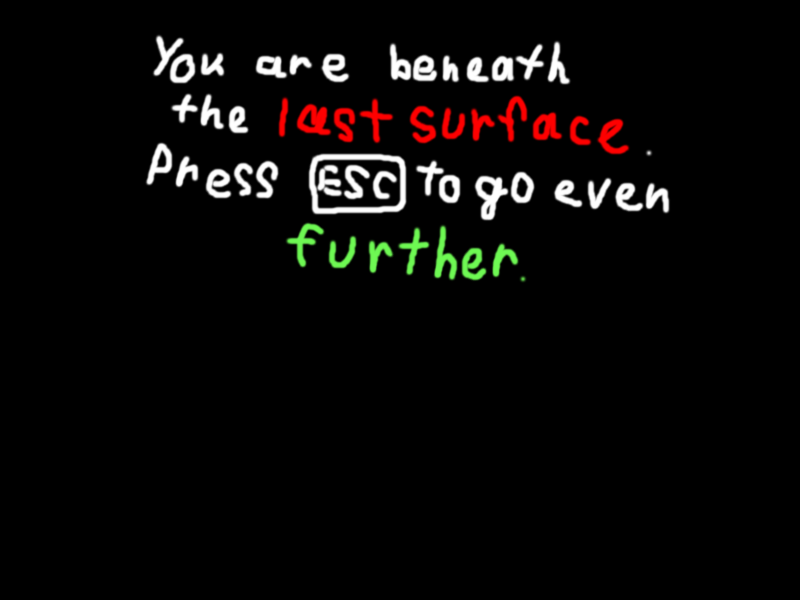 You are beneath
the last surface.
Press ESC to go even
further.